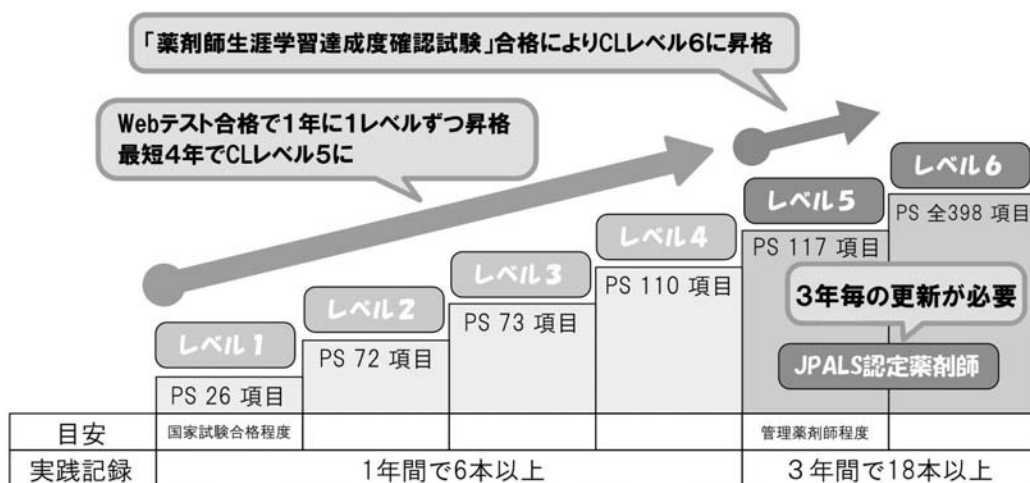 「薬剤師生涯学習達成度確認試験」合格によりCLレベル6に昇格
Webテスト合格で1年に1レベルずつ昇格
最短4年でCLレベル5に
レベル1
PS 26 項目
レベル2
PS 72 項目
レベル3
PS 73 項目
レベル4
PS 110 項目
レベル5
PS 117 項目
レベル6
PS 全398 項目
3年毎の更新が必要
JPALS認定薬剤師
目安
国家試験合格程度
管理薬剤師程度
実践記録
1年間で6本以上
3年間で18本以上